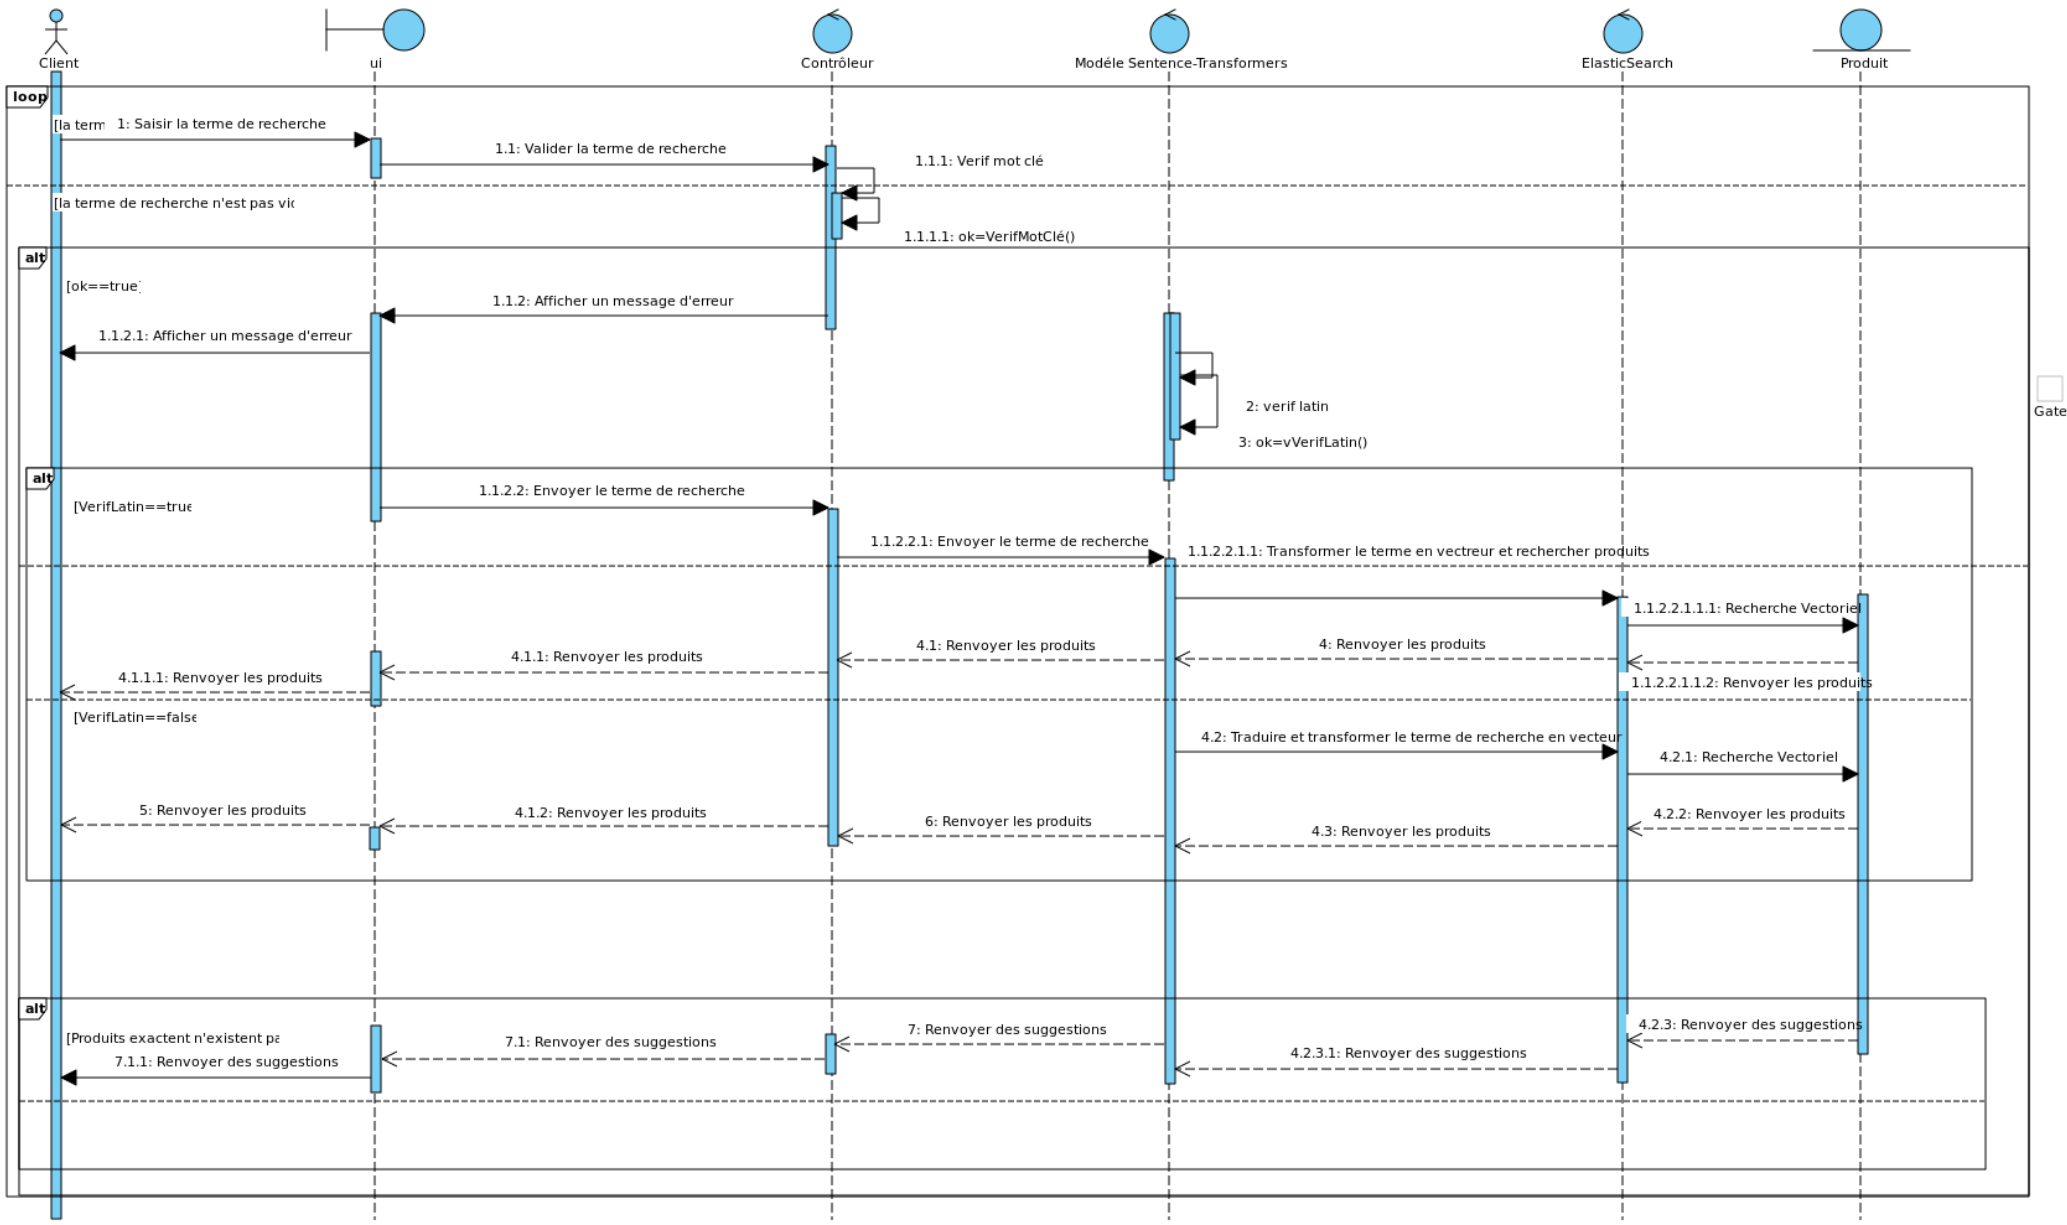 Client
ui
Contrôleur
Modéle Sentence-Transformers
ElasticSearch
Produit
loop
[la term
1: Saisir la terme de recherche
1.1: Valider la terme de recherche
1.1.1: Verif mot clé
[la terme de recherche n'est pas vic
1.1.1.1: ok=VerifMotClé()
alt
[ok==true]
1.1.2: Afficher un message d'erreur
1.1.2.1: Afficher un message d'erreur
2: verif latin
Gate
3: ok=vVerifLatin()
alt
[VerifLatin==true
1.1.2.2: Envoyer le terme de recherche
1.1.2.2.1: Envoyer le terme de recherche
1.1.2.2.1.1: Transformer le terme en vectreur et rechercher produits
1.1.2.2.1.1.1: Recherche Vectoriel
4: Renvoyer les produits
4.1: Renvoyer les produits
4.1.1: Renvoyer les produits
4.1.1.1: Renvoyer les produits
1.1.2.2.1.1.2: Renvoyer les produits
[VerifLatin==false
4.2: Traduire et transformer le terme de recherche en vecteur
4.2.1: Recherche Vectoriel
5: Renvoyer les produits
4.1.2: Renvoyer les produits
6: Renvoyer les produits
4.3: Renvoyer les produits
4.2.2: Renvoyer les produits
alt
[Produits exactent n'existent pa
7.1.1: Renvoyer des suggestions
7.1: Renvoyer des suggestions
7: Renvoyer des suggestions
4.2.3.1: Renvoyer des suggestions
4.2.3: Renvoyer des suggestions